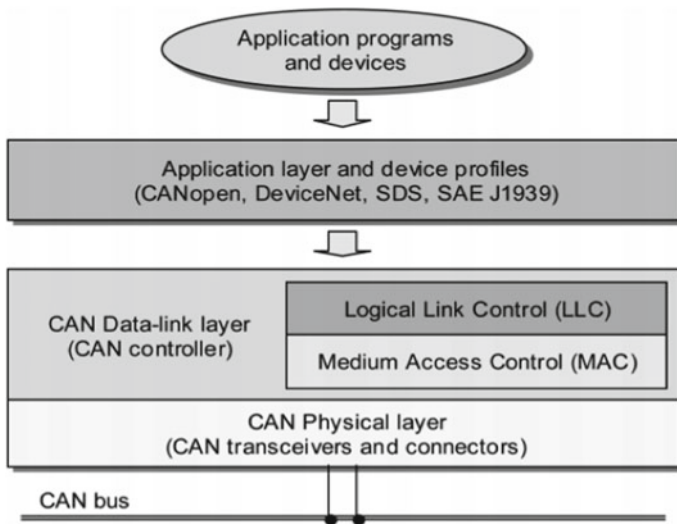 Application programs
and devices
Application layer and device profiles
(CANopen, DeviceNet, SDS, SAE J1939)
CAN Data-link layer
(CAN controller)
Logical Link Control (LLC)
Medium Access Control (MAC)
CAN Physical layer
(CAN transceivers and connectors)
CAN bus